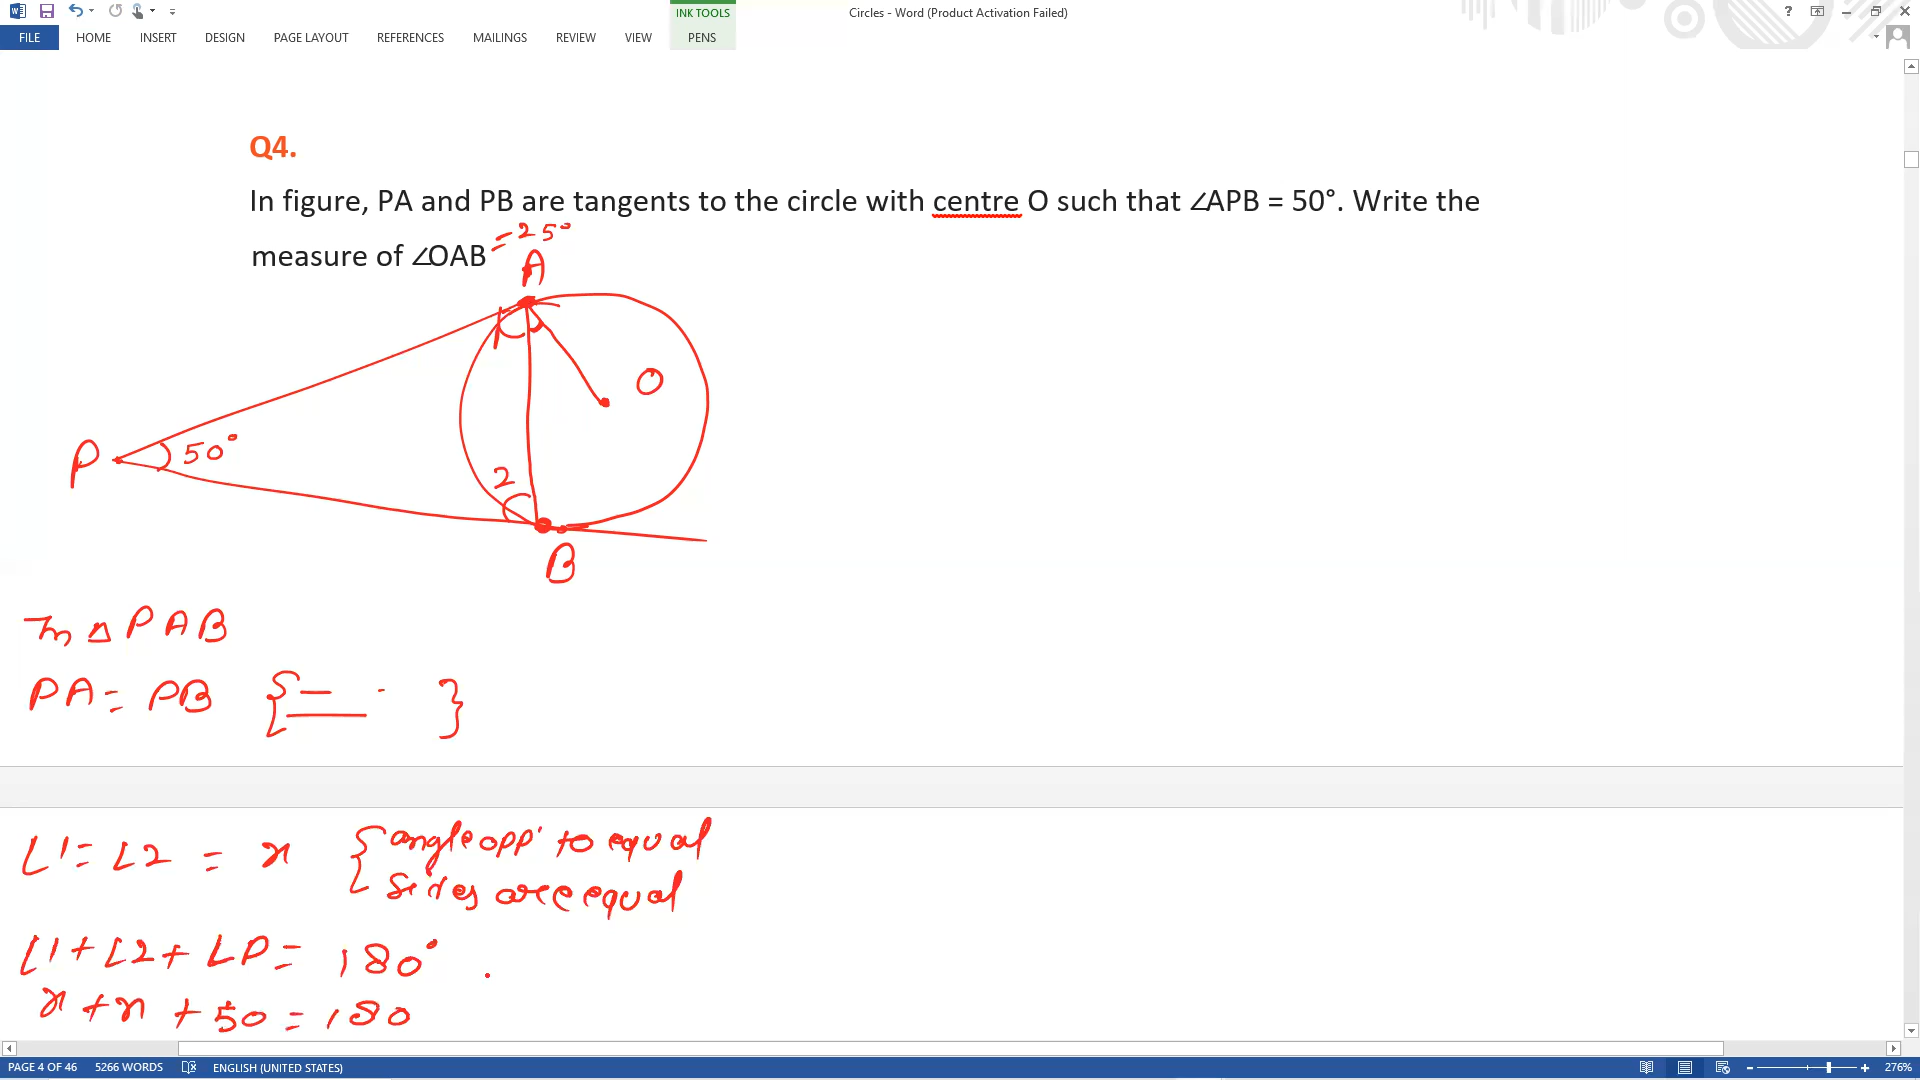 INK TOOLS
Circles - Word (Product Activation Failed)
FILE HOME INSERT DESIGN PAGE LAYOUT REFERENCES MAILINGS REVIEW VIEW PENS
Q4.
In figure, PA and PB are tangents to the circle with centre O such that ∠APB = 50°. Write the
measure of ∠OAB = 25°
A
O
P 50°
2
B
In △ PAB
PA = PB { }
∠1 = ∠2 = x { angle opp. to equal
sides are equal
∠1 + ∠2 + ∠P = 180°
x + x + 50 = 180
PAGE 4 OF 46 5266 WORDS ENGLISH (UNITED STATES) 276%